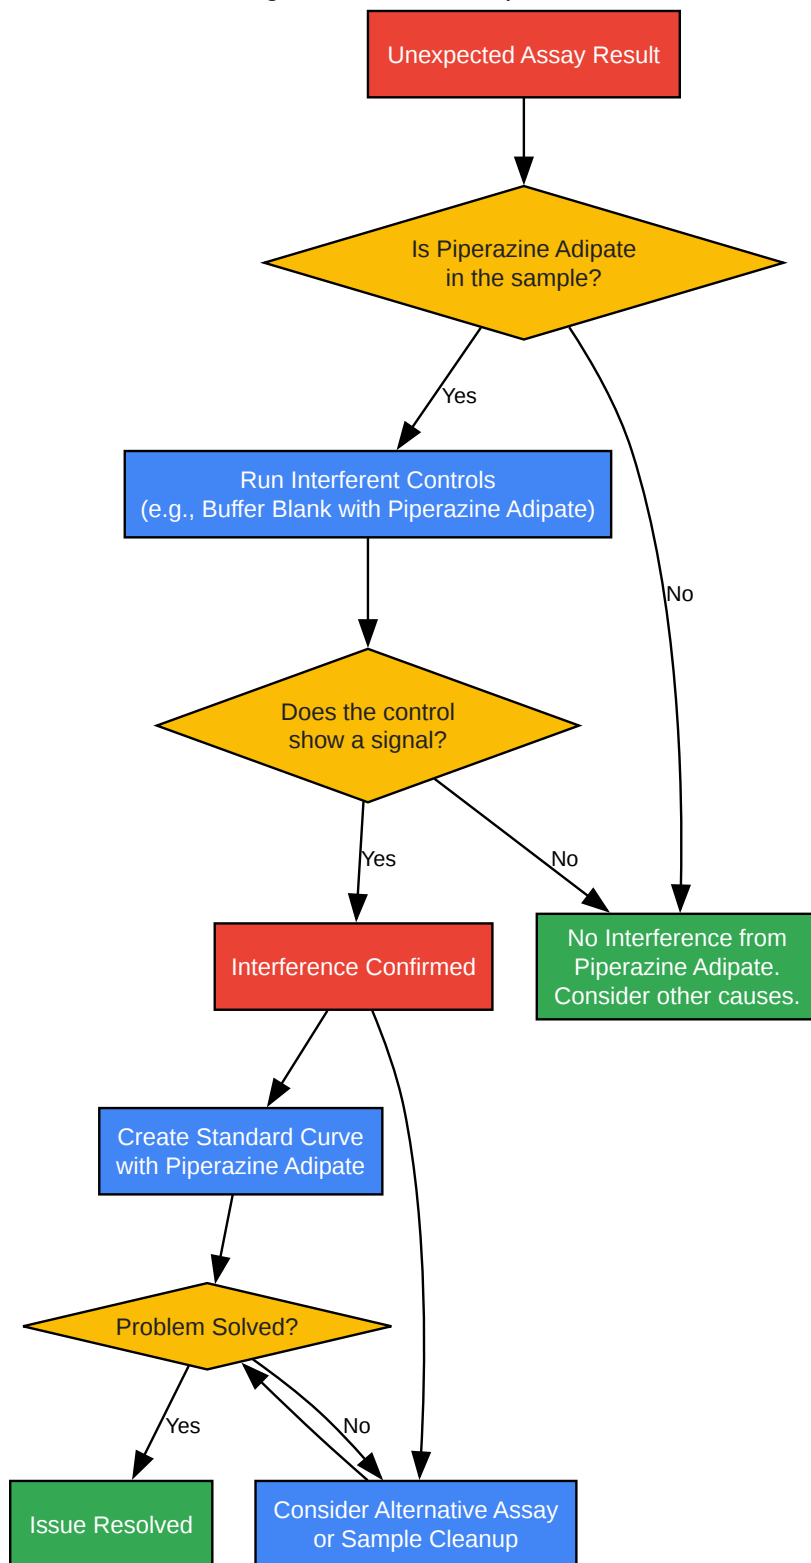 Unexpected Assay Result
Is Piperazine Adipate
in the sample?
Yes
Run Interferent Controls
(e.g., Buffer Blank with Piperazine Adipate)
No
Does the control
show a signal?
Yes
No
No Interference from
Piperazine Adipate.
Consider other causes.
Interference Confirmed
Create Standard Curve
with Piperazine Adipate
Problem Solved?
Yes
No
Issue Resolved
Consider Alternative Assay
or Sample Cleanup